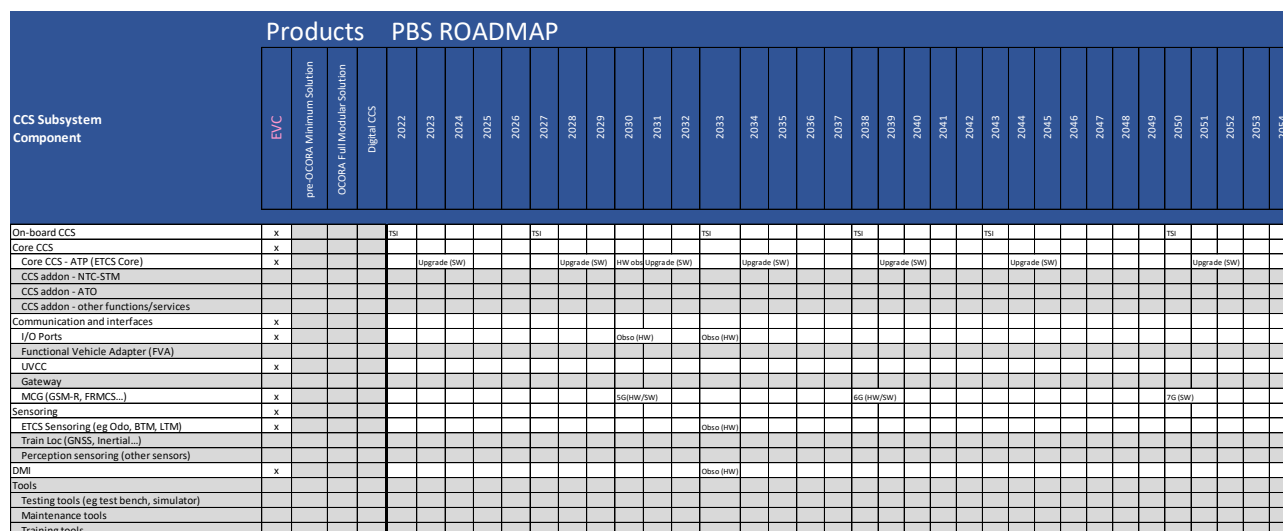 Products PBS ROADMAP
CCS Subsystem
Component
EVC
pre-OCORA Minimum Solution
OCORA Full Modular Solution
Digital CCS
2022 2023 2024 2025 2026 2027 2028 2029 2030 2031 2032 2033 2034 2035 2036 2037 2038 2039 2040 2041 2042 2043 2044 2045 2046 2047 2048 2049 2050 2051 2052 2053 2054
On-board CCS x TSI TSI TSI TSI TSI TSI
Core CCS x
Core CCS - ATP (ETCS Core) x Upgrade (SW) Upgrade (SW) HW obs Upgrade (SW) Upgrade (SW) Upgrade (SW) Upgrade (SW) Upgrade (SW)
CCS addon - NTC-STM
CCS addon - ATO
CCS addon - other functions/services
Communication and interfaces x
I/O Ports x Obso (HW) Obso (HW)
Functional Vehicle Adapter (FVA)
UVCC x
Gateway
MCG (GSM-R, FRMCS...) x 5G(HW/SW) 6G (HW/SW) 7G (SW)
Sensoring x
ETCS Sensoring (eg Odo, BTM, LTM) x Obso (HW)
Train Loc (GNSS, Inertial...)
Perception sensoring (other sensors)
DMI x Obso (HW)
Tools
Testing tools (eg test bench, simulator)
Maintenance tools
Training tools